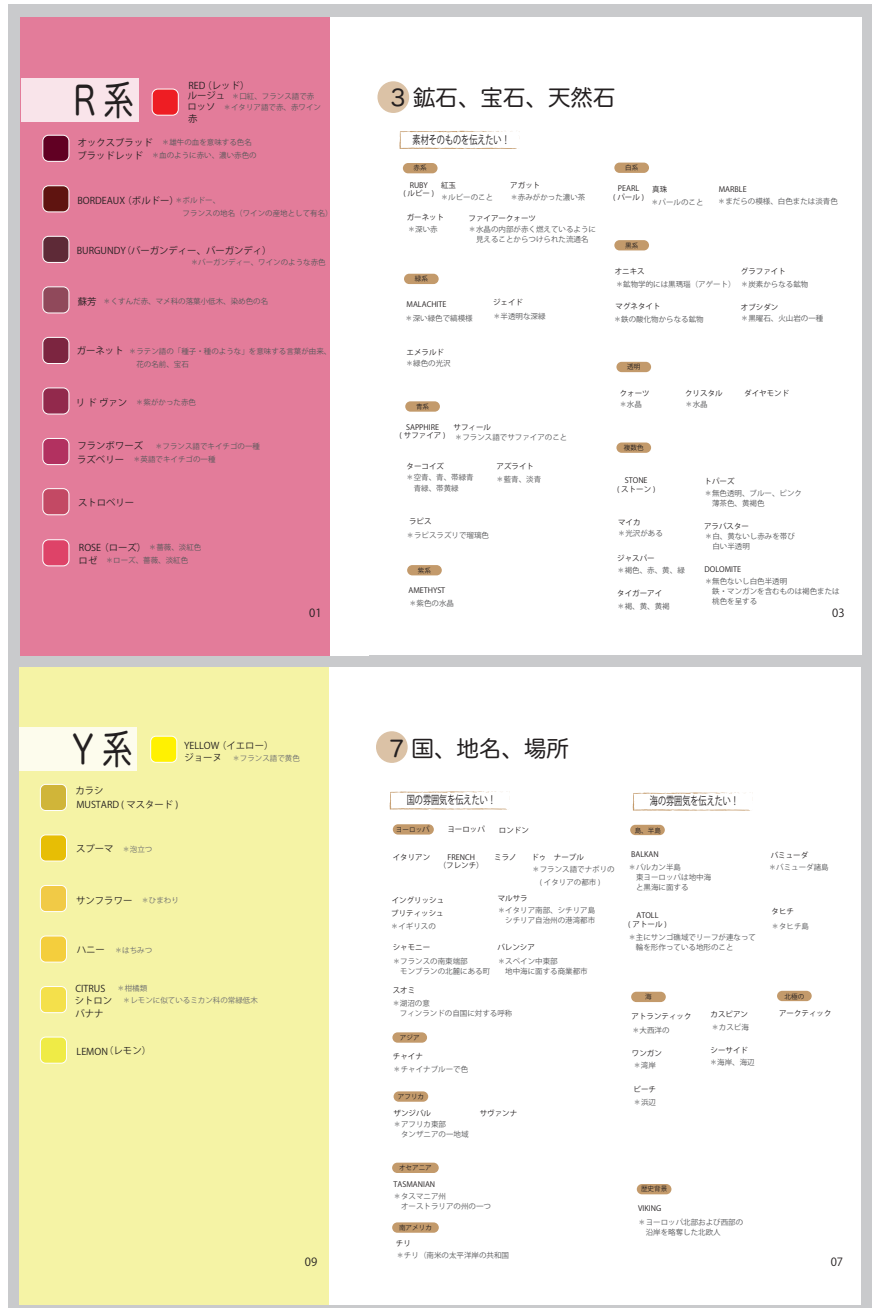 R系
RED（レッド）
ルージュ ＊口紅、フランス語で赤
ロッソ ＊イタリア語で赤、赤ワイン
赤
オックスブラッド ＊雄牛の血を意味する色名
ブラッドレッド ＊血のように赤い、濃い赤色の
BORDEAUX（ボルドー）＊ボルドー、
フランスの地名（ワインの産地として有名）
BURGUNDY（バーガンディー、バーガンディ）
＊バーガンディー、ワインのような赤色
蘇芳 ＊くすんだ赤、マメ科の落葉小低木、染め色の名
ガーネット ＊ラテン語の「種子・種のような」を意味する言葉が由来、
花の名前、宝石
リ ド ヴァン ＊紫がかった赤色
フランボワーズ ＊フランス語でキイチゴの一種
ラズベリー ＊英語でキイチゴの一種
ストロベリー
ROSE（ローズ） ＊薔薇、淡紅色
ロゼ ＊ローズ、薔薇、淡紅色
01
3 鉱石、宝石、天然石
素材そのものを伝えたい！
赤系
RUBY 紅玉 アガット
（ルビー）＊ルビーのこと ＊赤みがかった濃い茶
ガーネット ファイアークォーツ
＊深い赤 ＊水晶の内部が赤く燃えているように
見えることからつけられた流通名
緑系
MALACHITE ジェイド
＊深い緑色で縞模様 ＊半透明な深緑
エメラルド
＊緑色の光沢
青系
SAPPHIRE サフィール
（サファイア）＊フランス語でサファイアのこと
ターコイズ アズライト
＊空青、青、帯緑青 ＊藍青、淡青
青緑、帯黄緑
ラピス
＊ラピスラズリで瑠璃色
紫系
AMETHYST
＊紫色の水晶
白系
PEARL 真珠 MARBLE
（パール）＊パールのこと ＊まだらの模様、白色または淡青色
黒系
オニキス グラファイト
＊鉱物学的には黒瑪瑙（アゲート） ＊炭素からなる鉱物
マグネタイト オブシダン
＊鉄の酸化物からなる鉱物 ＊黒曜石、火山岩の一種
透明
クォーツ クリスタル ダイヤモンド
＊水晶 ＊水晶
複数色
STONE トパーズ
（ストーン） ＊無色透明、ブルー、ピンク
薄茶色、黄褐色
マイカ アラバスター
＊光沢がある ＊白、黄ないし赤みを帯び
白い半透明
ジャスパー DOLOMITE
＊褐色、赤、黄、緑 ＊無色ないし白色半透明
鉄・マンガンを含むものは褐色または
タイガーアイ 桃色を呈する
＊褐、黄、黄褐
03
Y系
YELLOW（イエロー）
ジョーヌ ＊フランス語で黄色
カラシ
MUSTARD（マスタード）
スプーマ ＊泡立つ
サンフラワー ＊ひまわり
ハニー ＊はちみつ
CITRUS ＊柑橘類
シトロン ＊レモンに似ているミカン科の常緑低木
バナナ
LEMON（レモン）
09
7 国、地名、場所
国の雰囲気を伝えたい！
ヨーロッパ ヨーロッパ ロンドン
イタリアン FRENCH ミラノ ドゥ ナープル
（フレンチ） ＊フランス語でナポリの
（イタリアの都市）
イングリッシュ マルサラ
ブリティッシュ ＊イタリア南部、シチリア島
＊イギリスの シチリア自治州の港湾都市
シャモニー バレンシア
＊フランスの南東端部 ＊スペイン中東部
モンブランの北麓にある町 地中海に面する商業都市
スオミ
＊湖沼の意
フィンランドの自国に対する呼称
アジア
チャイナ
＊チャイナブルーで色
アフリカ
ザンジバル サヴァンナ
＊アフリカ東部
タンザニアの一地域
オセアニア
TASMANIAN
＊タスマニア州
オーストラリアの州の一つ
南アメリカ
チリ
＊チリ（南米の太平洋岸の共和国
海の雰囲気を伝えたい！
島、半島
BALKAN バミューダ
＊バルカン半島 ＊バミューダ諸島
東ヨーロッパは地中海
と黒海に面する
ATOLL タヒチ
（アトール） ＊タヒチ島
＊主にサンゴ礁域でリーフが連なって
輪を形作っている地形のこと
海 北極の
アトランティック カスピアン アークティック
＊大西洋の ＊カスピ海
ワンガン シーサイド
＊湾岸 ＊海岸、海辺
ビーチ
＊浜辺
歴史背景
VIKING
＊ヨーロッパ北部および西部の
沿岸を略奪した北欧人
07